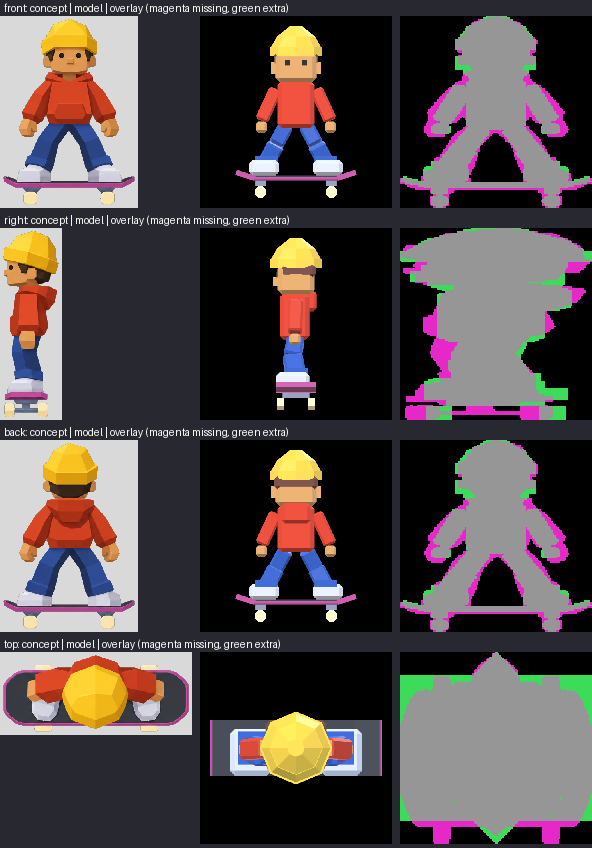 front: concept | model | overlay (magenta missing, green extra)
right: concept | model | overlay (magenta missing, green extra)
back: concept | model | overlay (magenta missing, green extra)
top: concept | model | overlay (magenta missing, green extra)